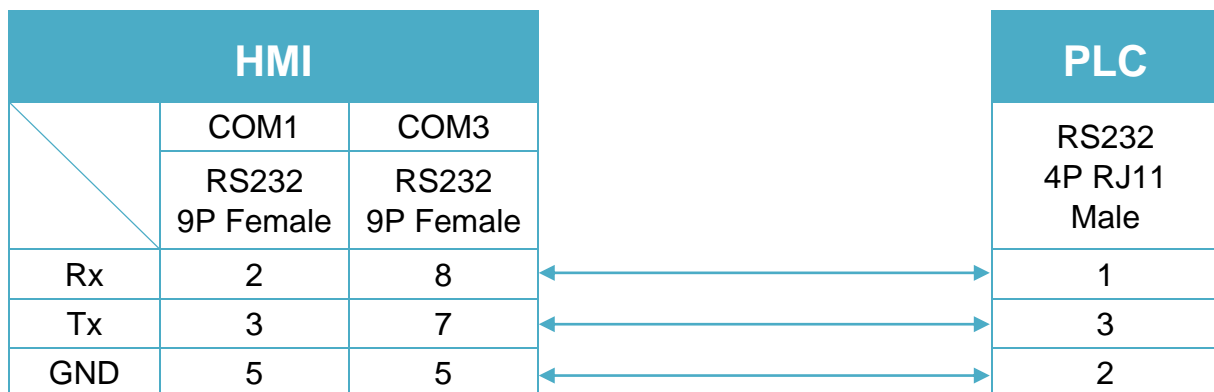 HMI
PLC
COM1 COM3
RS232
9P Female
RS232
9P Female
RS232
4P RJ11
Male
Rx 2 8 1
Tx 3 7 3
GND 5 5 2